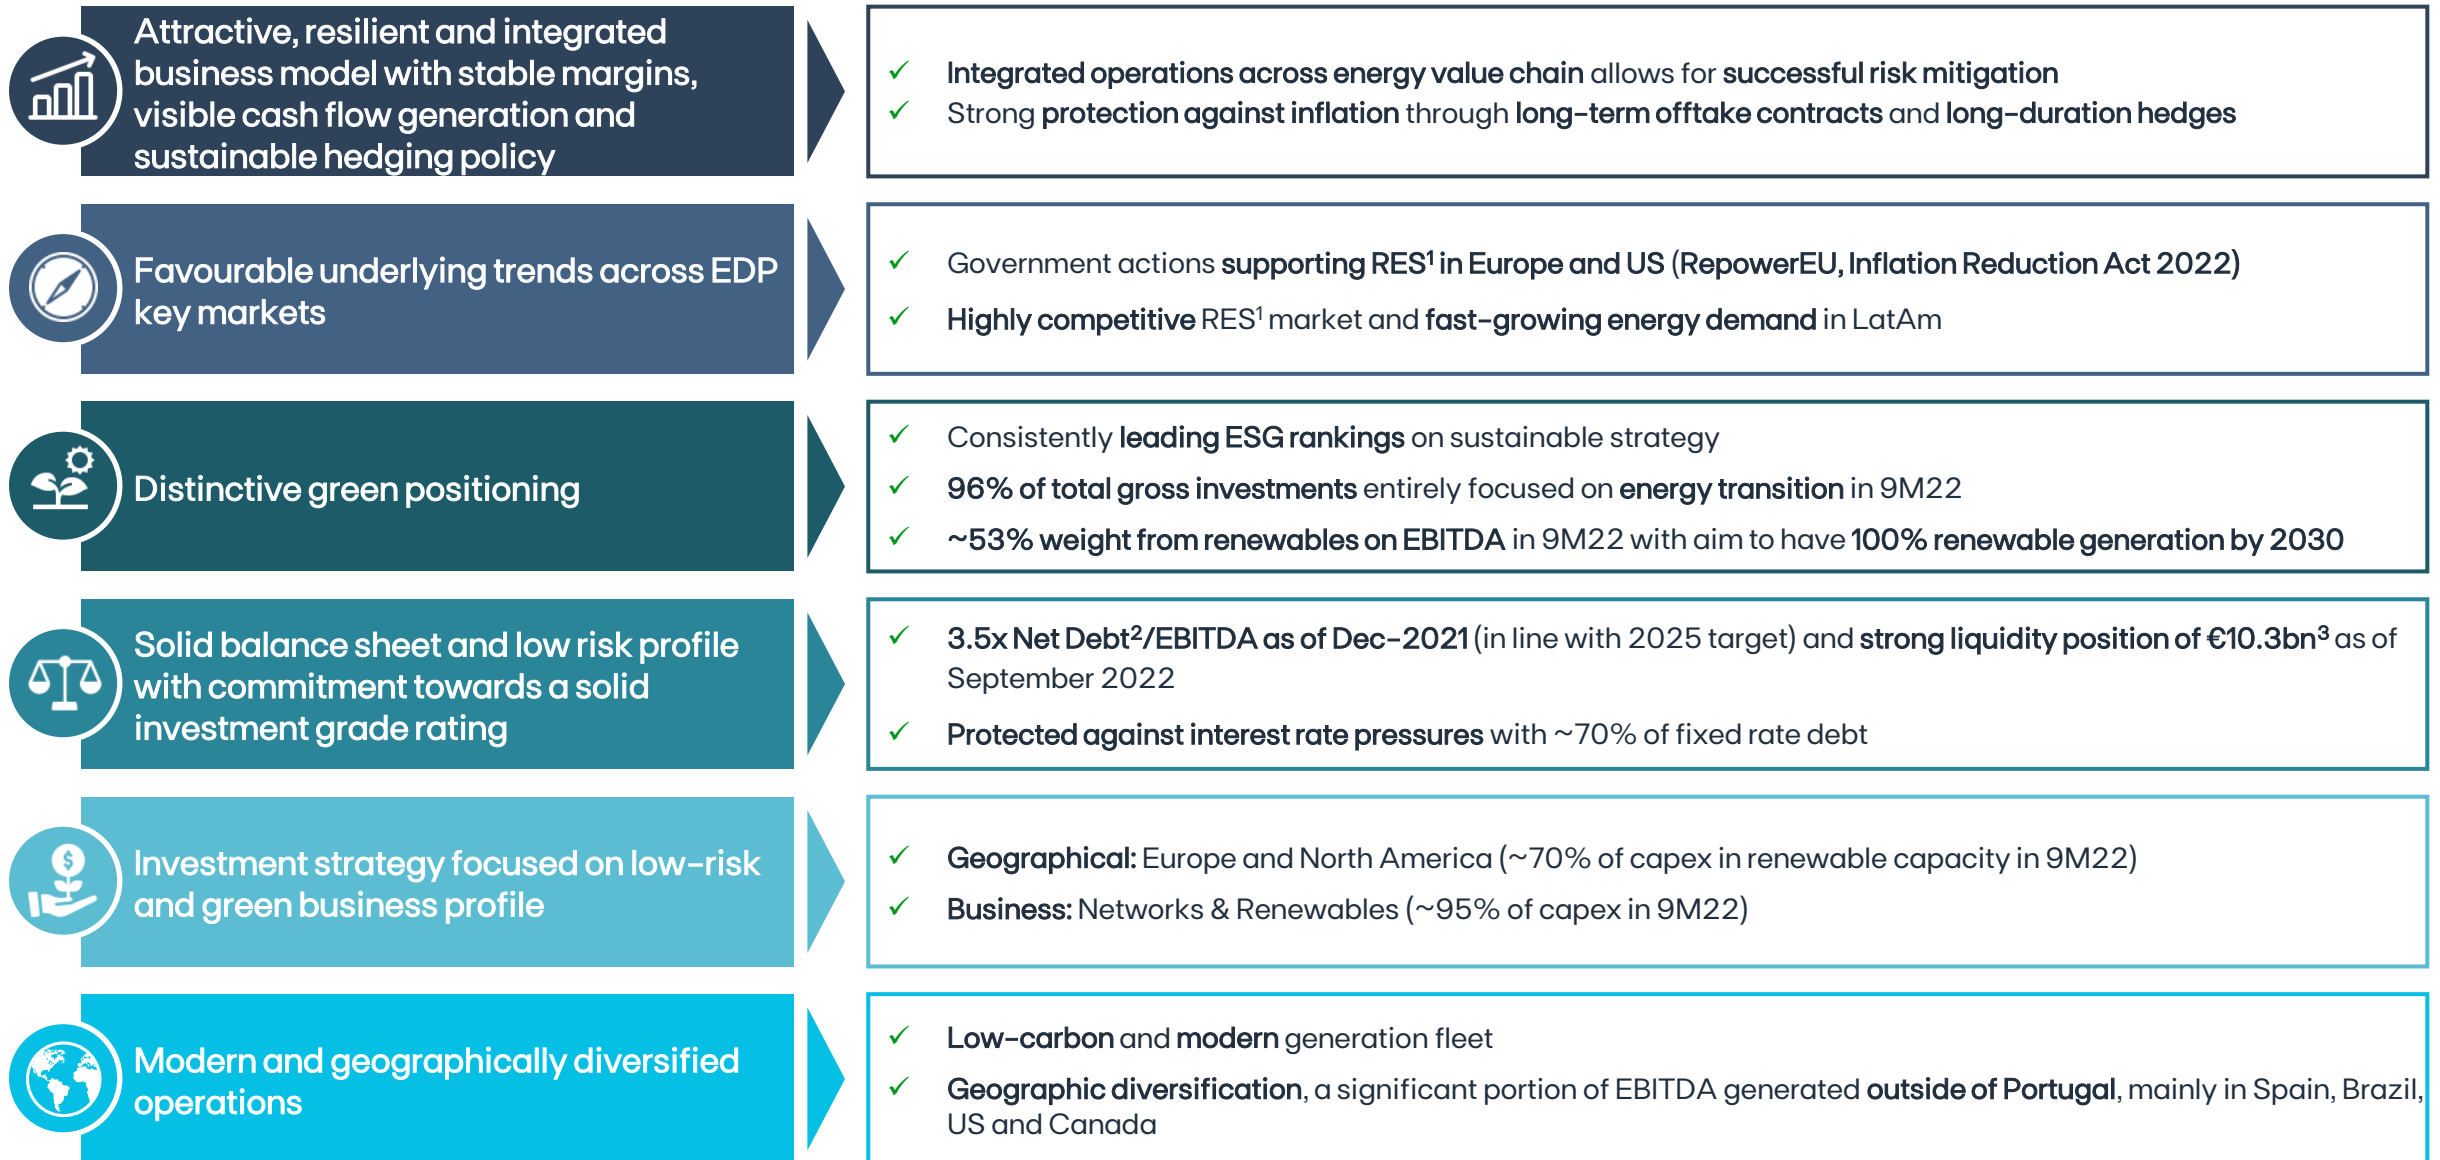 Attractive, resilient and integrated
business model with stable margins,
visible cash flow generation and
sustainable hedging policy
✓ Integrated operations across energy value chain allows for successful risk mitigation
✓ Strong protection against inflation through long-term offtake contracts and long-duration hedges
Favourable underlying trends across EDP
key markets
✓ Government actions supporting RES¹ in Europe and US (RepowerEU, Inflation Reduction Act 2022)
✓ Highly competitive RES¹ market and fast-growing energy demand in LatAm
Distinctive green positioning
✓ Consistently leading ESG rankings on sustainable strategy
✓ 96% of total gross investments entirely focused on energy transition in 9M22
✓ ~53% weight from renewables on EBITDA in 9M22 with aim to have 100% renewable generation by 2030
Solid balance sheet and low risk profile
with commitment towards a solid
investment grade rating
✓ 3.5x Net Debt²/EBITDA as of Dec-2021 (in line with 2025 target) and strong liquidity position of €10.3bn³ as of
September 2022
✓ Protected against interest rate pressures with ~70% of fixed rate debt
$
Investment strategy focused on low-risk
and green business profile
✓ Geographical: Europe and North America (~70% of capex in renewable capacity in 9M22)
✓ Business: Networks & Renewables (~95% of capex in 9M22)
Modern and geographically diversified
operations
✓ Low-carbon and modern generation fleet
✓ Geographic diversification, a significant portion of EBITDA generated outside of Portugal, mainly in Spain, Brazil,
US and Canada